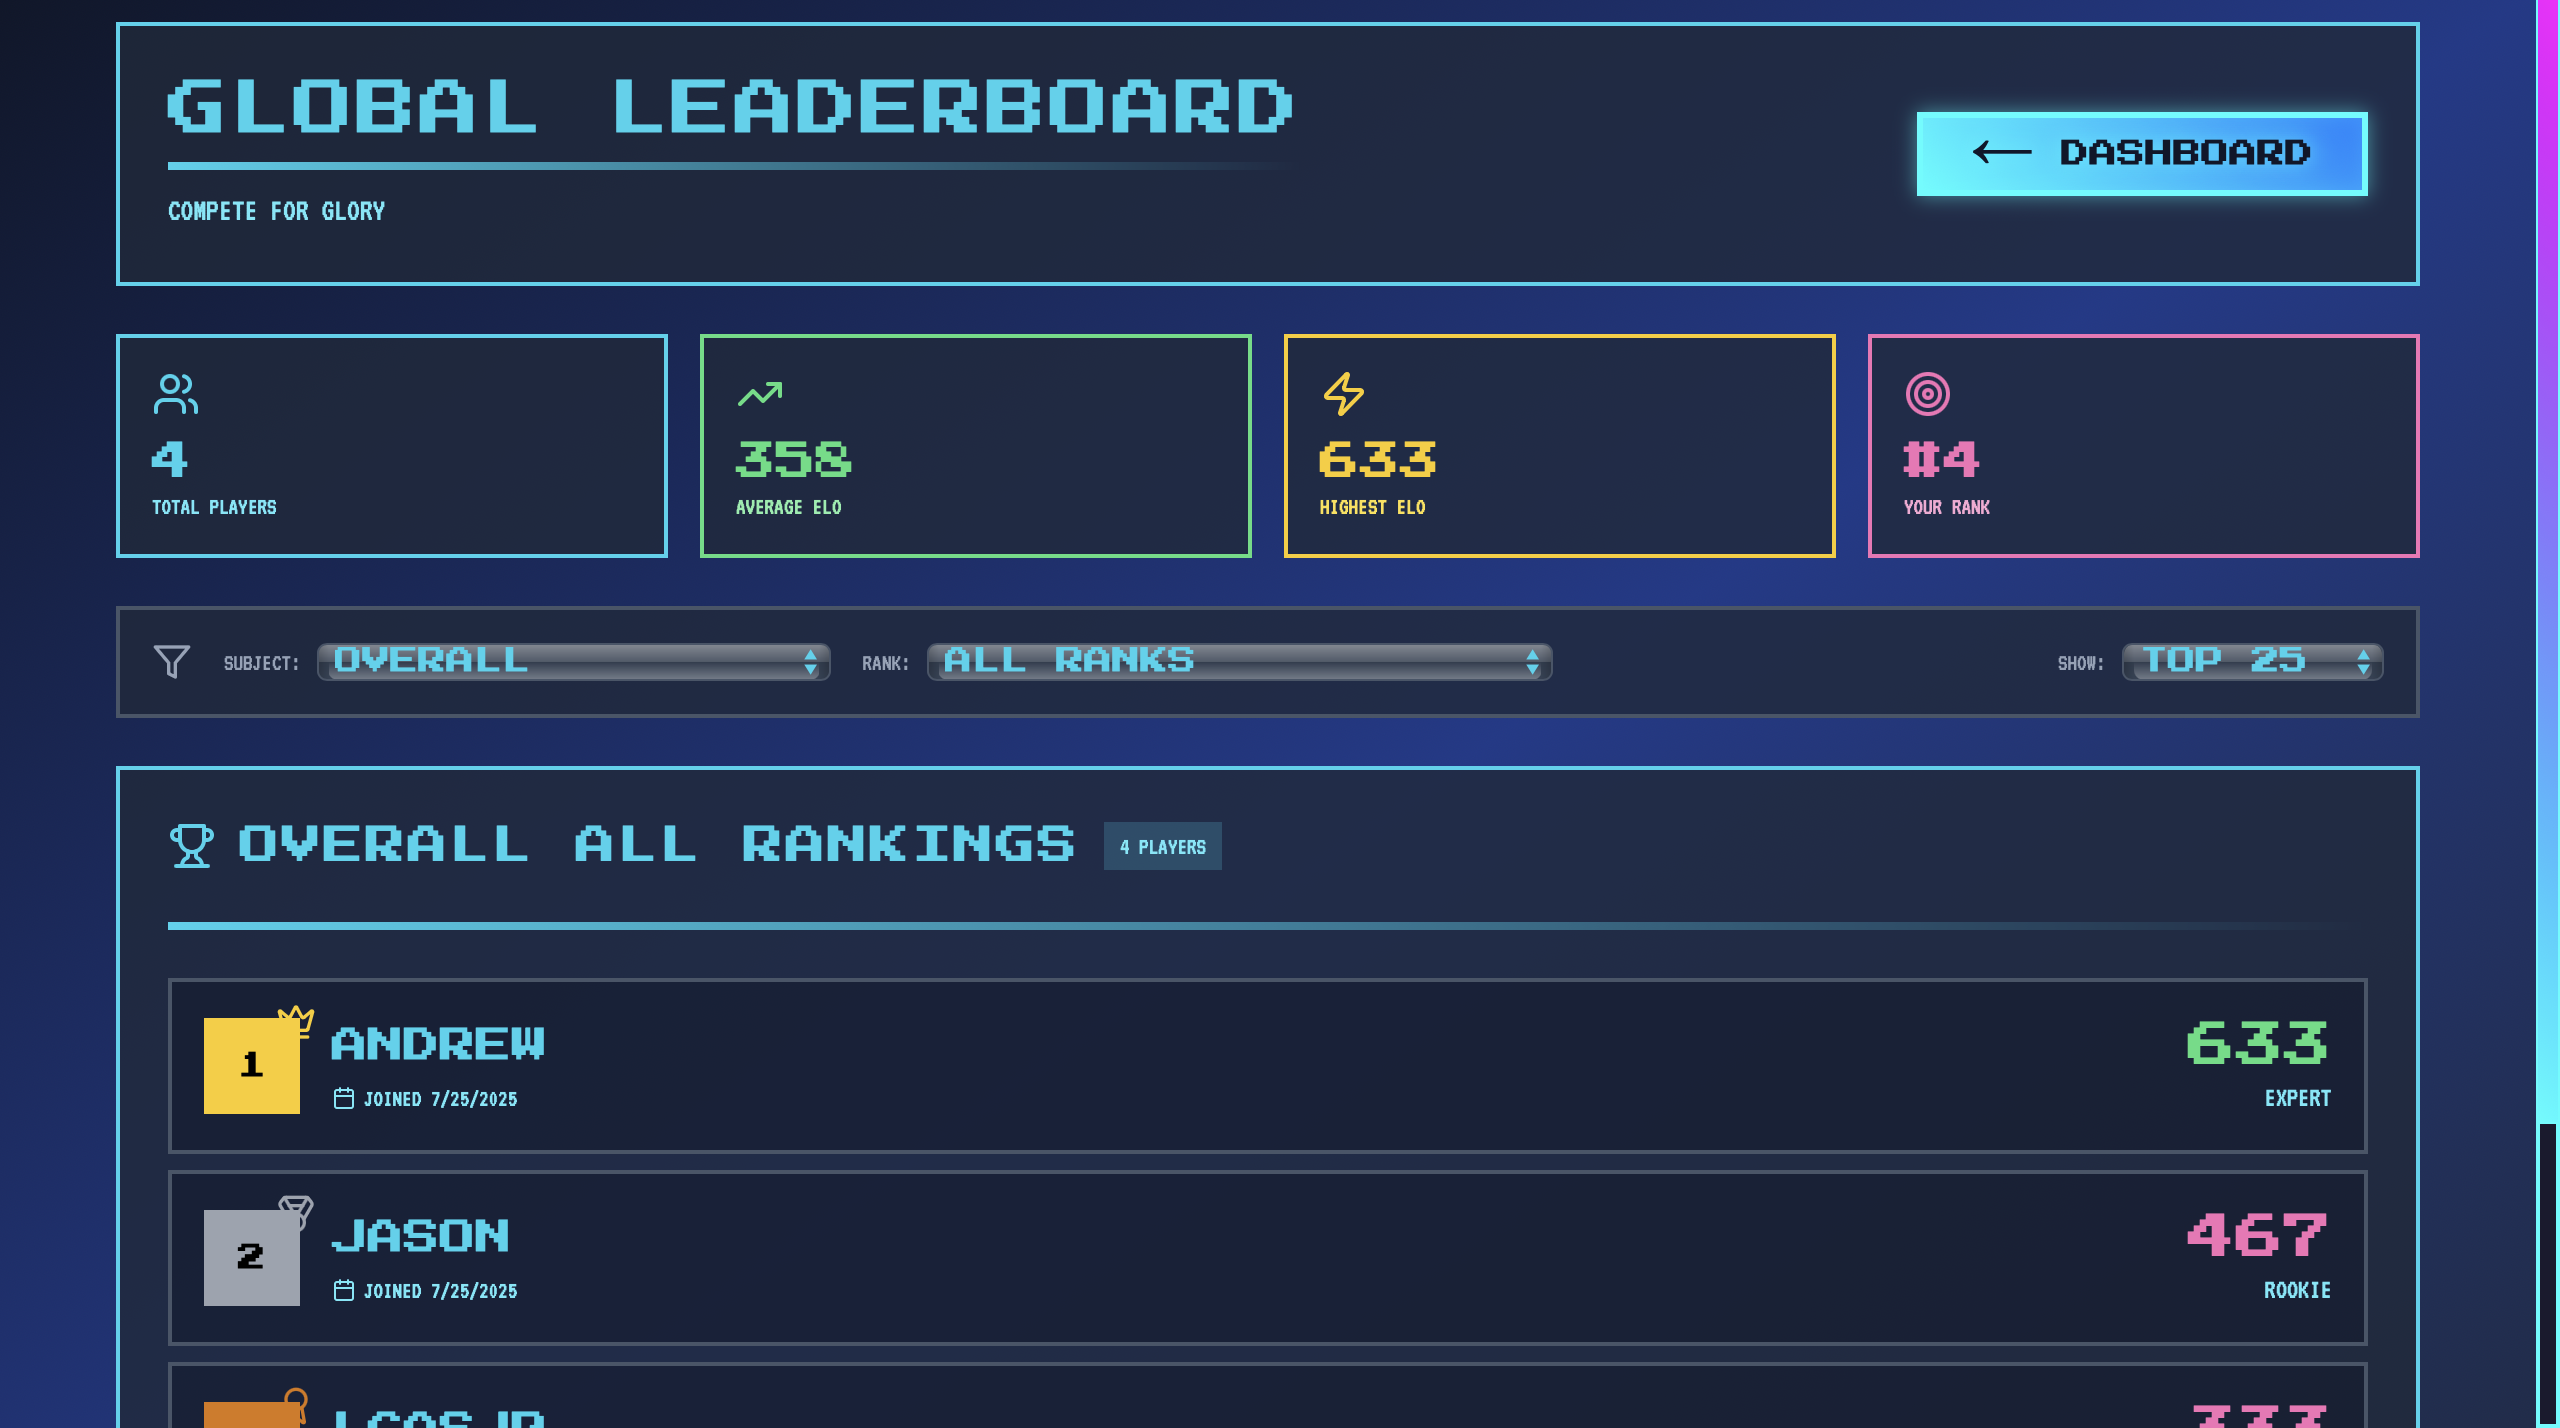 GLOBAL LEADERBOARD
← DASHBOARD
COMPETE FOR GLORY
4
TOTAL PLAYERS
358
AVERAGE ELO
633
HIGHEST ELO
#4
YOUR RANK
SUBJECT: OVERALL RANK: ALL RANKS SHOW: TOP 25
OVERALL ALL RANKINGS 4 PLAYERS
1 ANDREW 633
JOINED 7/25/2025 EXPERT
2 JASON 467
JOINED 7/25/2025 ROOKIE